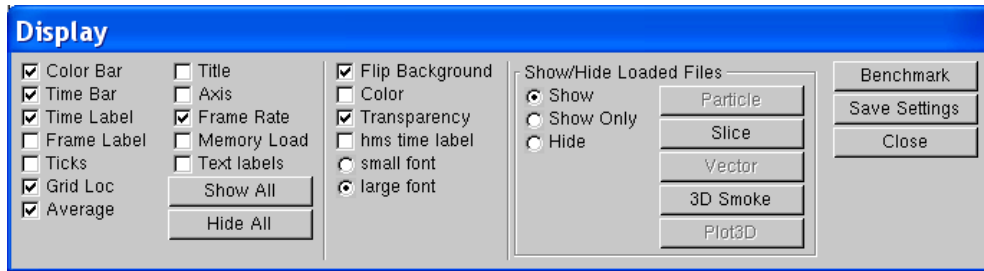 Display
Color Bar
Time Bar
Time Label
Frame Label
Ticks
Grid Loc
Average
Title
Axis
Frame Rate
Memory Load
Text labels
Show All
Hide All
Flip Background
Color
Transparency
hms time label
small font
large font
Show/Hide Loaded Files
Show
Show Only
Hide
Particle
Slice
Vector
3D Smoke
Plot3D
Benchmark
Save Settings
Close